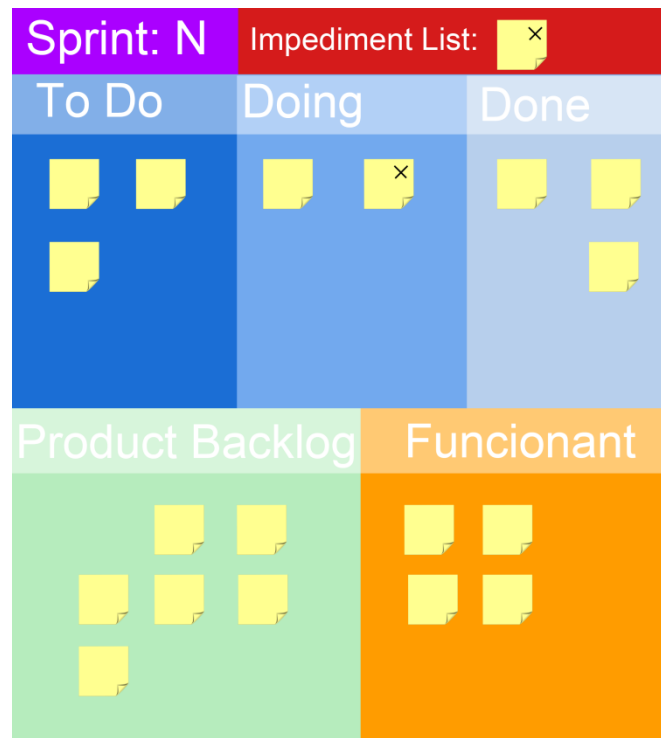 Sprint: N
Impediment List:
×
To Do
Doing
Done
×
Product Backlog
Funcionant